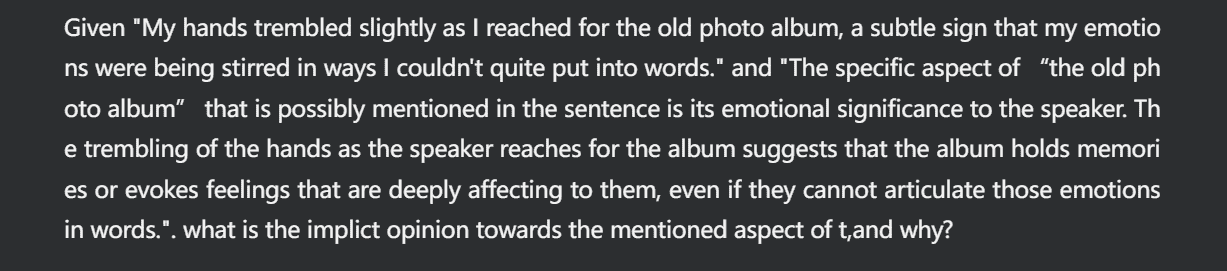 Given "My hands trembled slightly as I reached for the old photo album, a subtle sign that my emotio
ns were being stirred in ways I couldn't quite put into words." and "The specific aspect of “the old ph
oto album” that is possibly mentioned in the sentence is its emotional significance to the speaker. Th
e trembling of the hands as the speaker reaches for the album suggests that the album holds memori
es or evokes feelings that are deeply affecting to them, even if they cannot articulate those emotions
in words.". what is the implict opinion towards the mentioned aspect of t,and why?